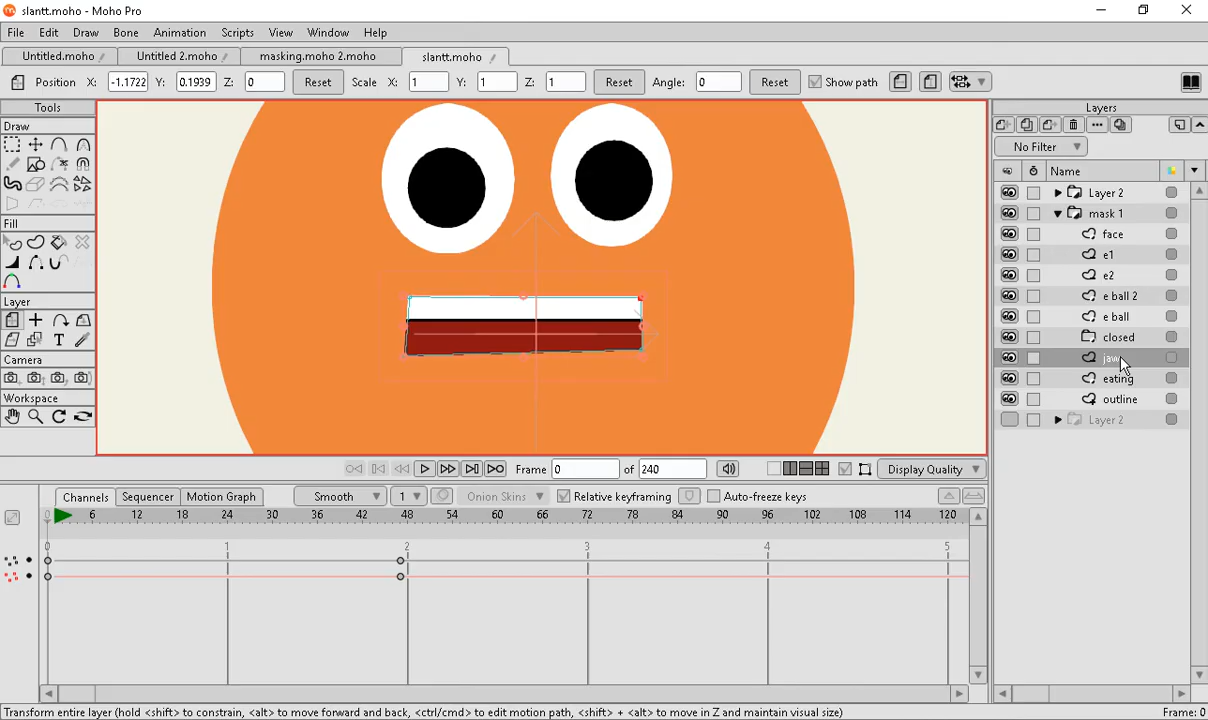 slantt.moho - Moho Pro
File Edit Draw Bone Animation Scripts View Window Help
Untitled.moho Untitled 2.moho masking.moho 2.moho slantt.moho
Position X: -1.1722 Y: 0.1939 Z: 0 Reset Scale X: 1 Y: 1 Z: 1 Reset Angle: 0 Reset Show path
Tools
Draw
Fill
Layer
T
Camera
Workspace
Layers
No Filter
Name
Layer 2
mask 1
face
e1
e2
e ball 2
e ball
closed
jaw
eating
outline
Layer 2
Frame 0 of 240 Display Quality
Channels Sequencer Motion Graph Smooth 1 Onion Skins Relative keyframing Auto-freeze keys
0 6 12 18 24 30 36 42 48 54 60 66 72 78 84 90 96 102 108 114 120
0 1 2 3 4 5
Transform entire layer (hold <shift> to constrain, <alt> to move forward and back, <ctrl/cmd> to edit motion path, <shift> + <alt> to move in Z and maintain visual size) Frame: 0